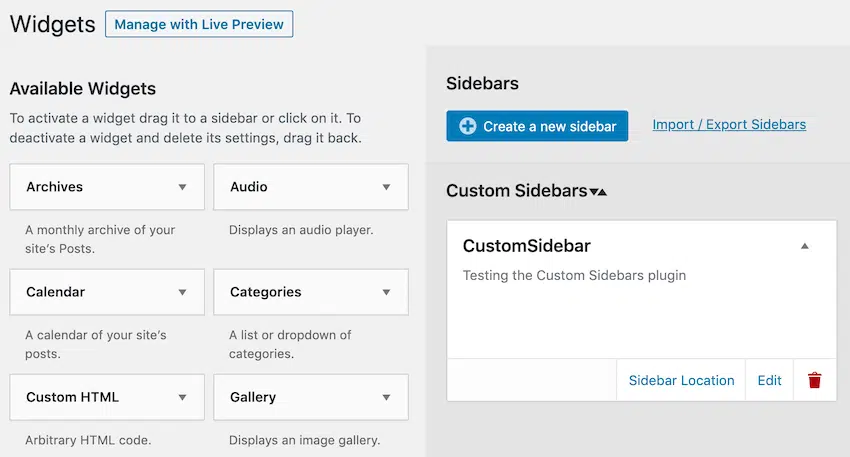 Widgets
Manage with Live Preview
Available Widgets
To activate a widget drag it to a sidebar or click on it. To
deactivate a widget and delete its settings, drag it back.
Archives
Audio
A monthly archive of your
site's Posts.
Displays an audio player.
Calendar
Categories
A calendar of your site's
posts.
A list or dropdown of
categories.
Custom HTML
Gallery
Arbitrary HTML code.
Displays an image gallery.
Sidebars
Create a new sidebar
Import / Export Sidebars
Custom Sidebars
CustomSidebar
Testing the Custom Sidebars plugin
Sidebar Location
Edit